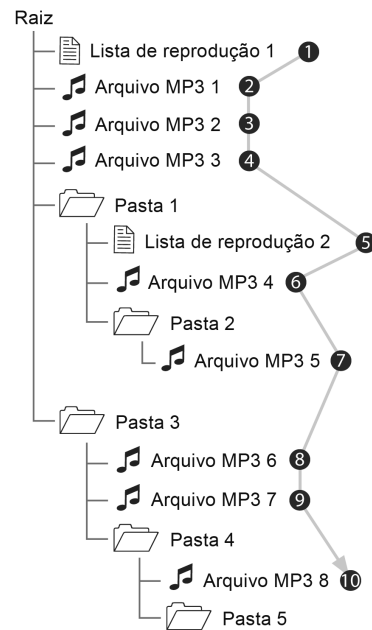 Raiz
Lista de reprodução 1 1
Arquivo MP3 1 2
Arquivo MP3 2 3
Arquivo MP3 3 4
Pasta 1
Lista de reprodução 2 5
Arquivo MP3 4 6
Pasta 2
Arquivo MP3 5 7
Pasta 3
Arquivo MP3 6 8
Arquivo MP3 7 9
Pasta 4
Arquivo MP3 8 10
Pasta 5